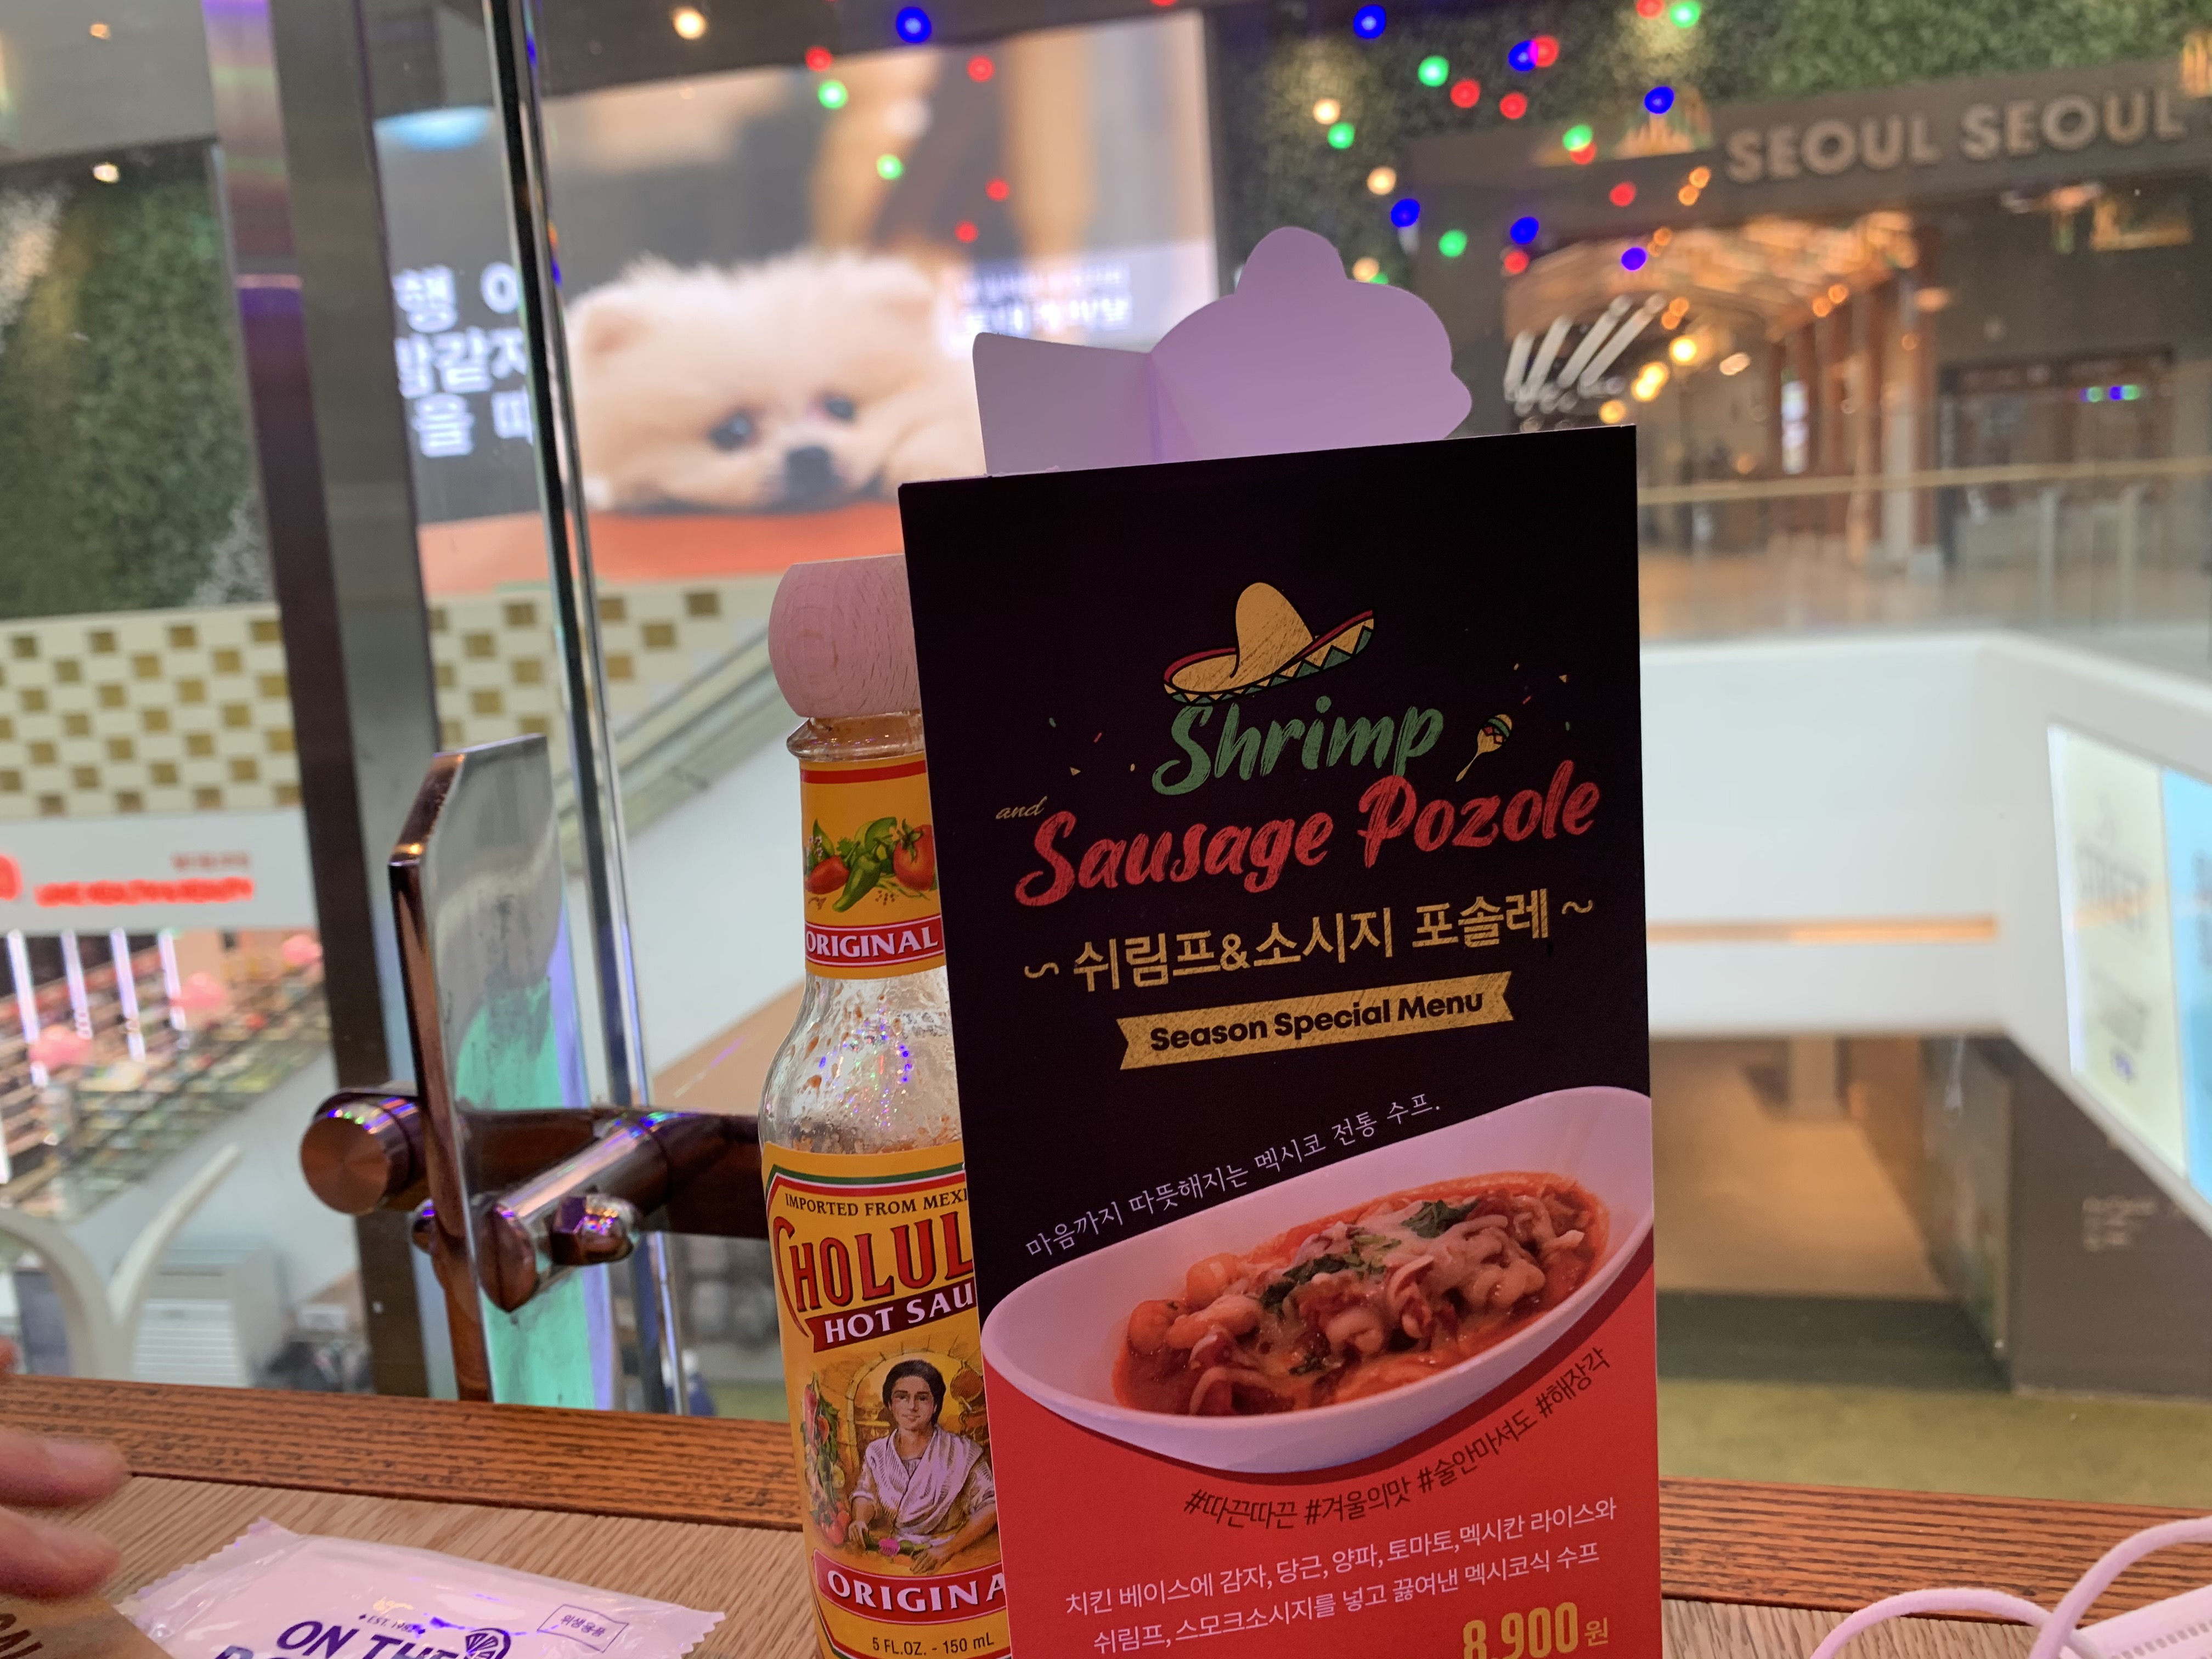 SEOUL SEOUL
Shrimp
and
Sausage Pozole
~ 쉬림프&소시지 포솔레 ~
Season Special Menu
마음까지 따뜻해지는 멕시코 전통 수프.
#따끈따끈 #겨울의맛 #술안마셔도 #해장각
치킨 베이스에 감자, 당근, 양파, 토마토, 멕시칸 라이스와
쉬림프, 스모크소시지를 넣고 끓여낸 멕시코식 수프
8,900원
ORIGINAL
IMPORTED FROM MEXI
CHOLUL
HOT SAU
ORIGINA
5 FL.OZ. - 150 mL
위생용품
ON THE